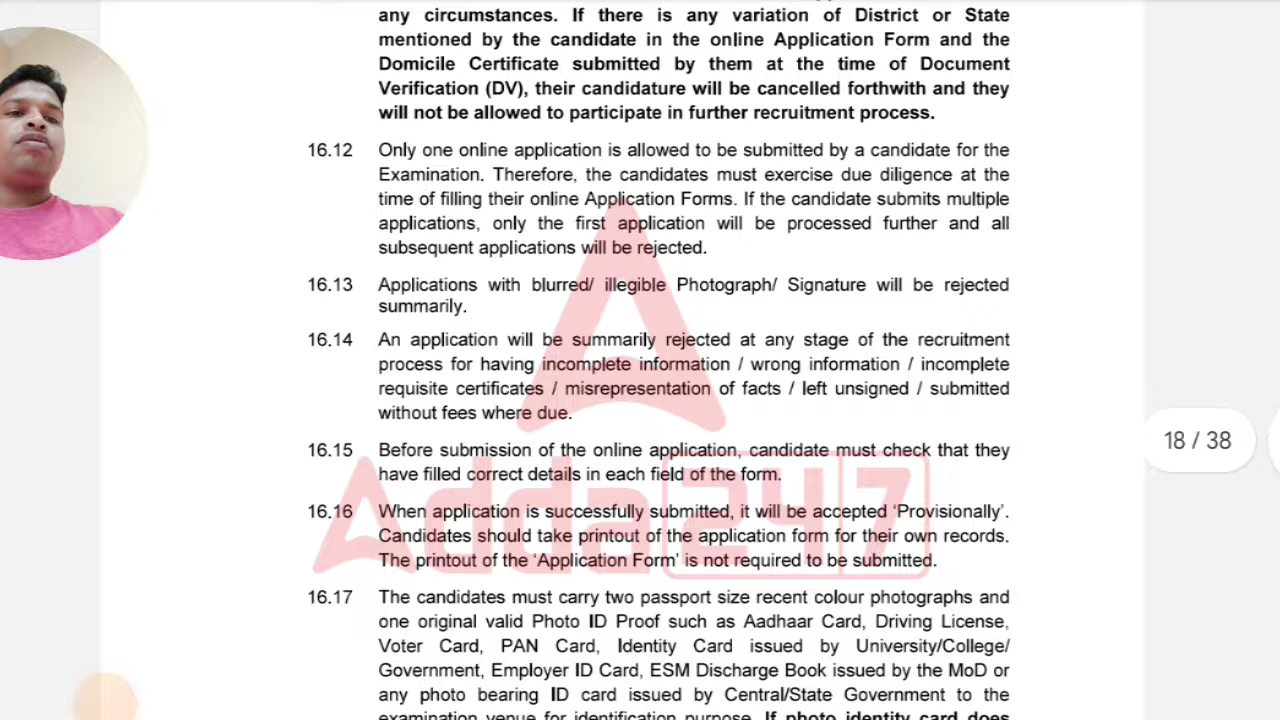 any circumstances. If there is any variation of District or State
mentioned by the candidate in the online Application Form and the
Domicile Certificate submitted by them at the time of Document
Verification (DV), their candidature will be cancelled forthwith and they
will not be allowed to participate in further recruitment process.
16.12 Only one online application is allowed to be submitted by a candidate for the
Examination. Therefore, the candidates must exercise due diligence at the
time of filling their online Application Forms. If the candidate submits multiple
applications, only the first application will be processed further and all
subsequent applications will be rejected.
16.13 Applications with blurred/ illegible Photograph/ Signature will be rejected
summarily.
16.14 An application will be summarily rejected at any stage of the recruitment
process for having incomplete information / wrong information / incomplete
requisite certificates / misrepresentation of facts / left unsigned / submitted
without fees where due.
16.15 Before submission of the online application, candidate must check that they
have filled correct details in each field of the form.
16.16 When application is successfully submitted, it will be accepted ‘Provisionally’.
Candidates should take printout of the application form for their own records.
The printout of the ‘Application Form’ is not required to be submitted.
16.17 The candidates must carry two passport size recent colour photographs and
one original valid Photo ID Proof such as Aadhaar Card, Driving License,
Voter Card, PAN Card, Identity Card issued by University/College/
Government, Employer ID Card, ESM Discharge Book issued by the MoD or
any photo bearing ID card issued by Central/State Government to the
examination venue for identification purpose. If photo identity card does
18 / 38
Adda247